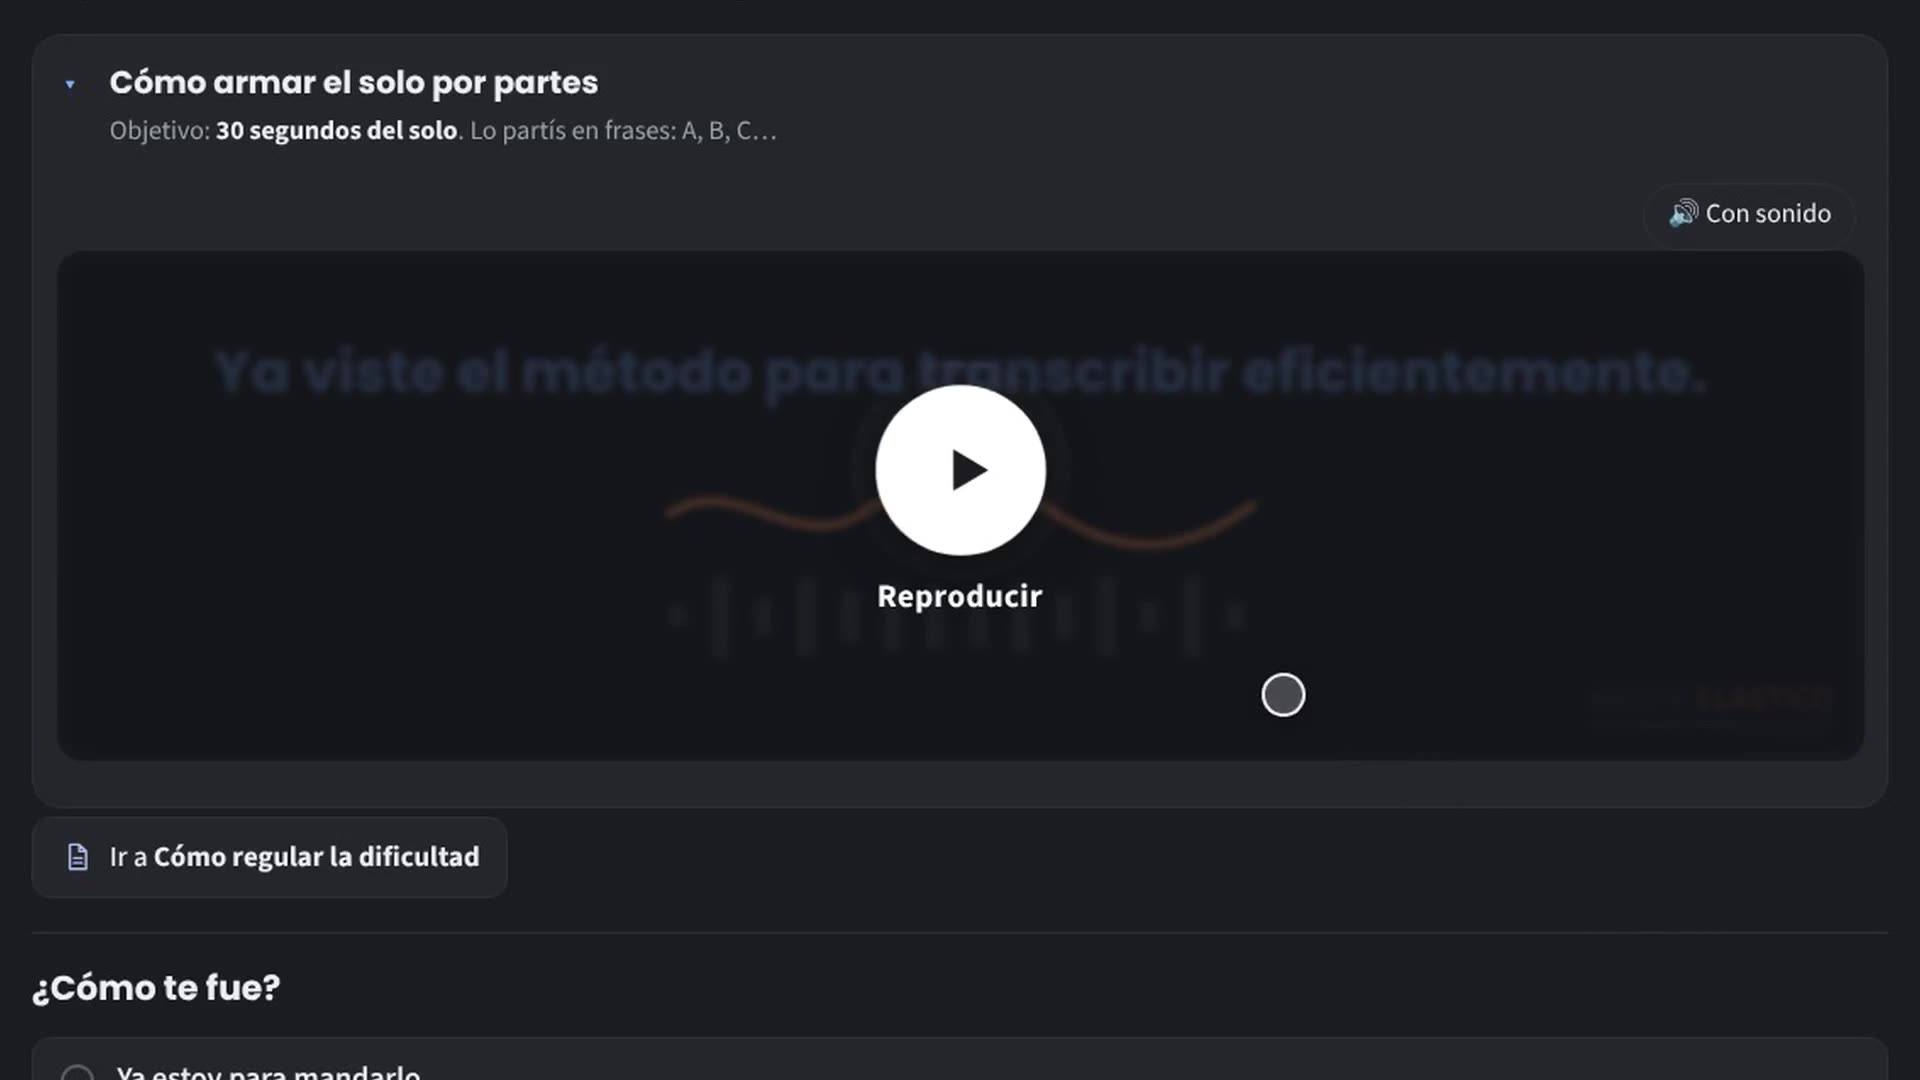 Cómo armar el solo por partes
Objetivo: 30 segundos del solo. Lo partís en frases: A, B, C...
Con sonido
Ya viste el método para transcribir eficientemente.
Reproducir
Ir a Cómo regular la dificultad
¿Cómo te fue?
Ya estoy para mandarlo